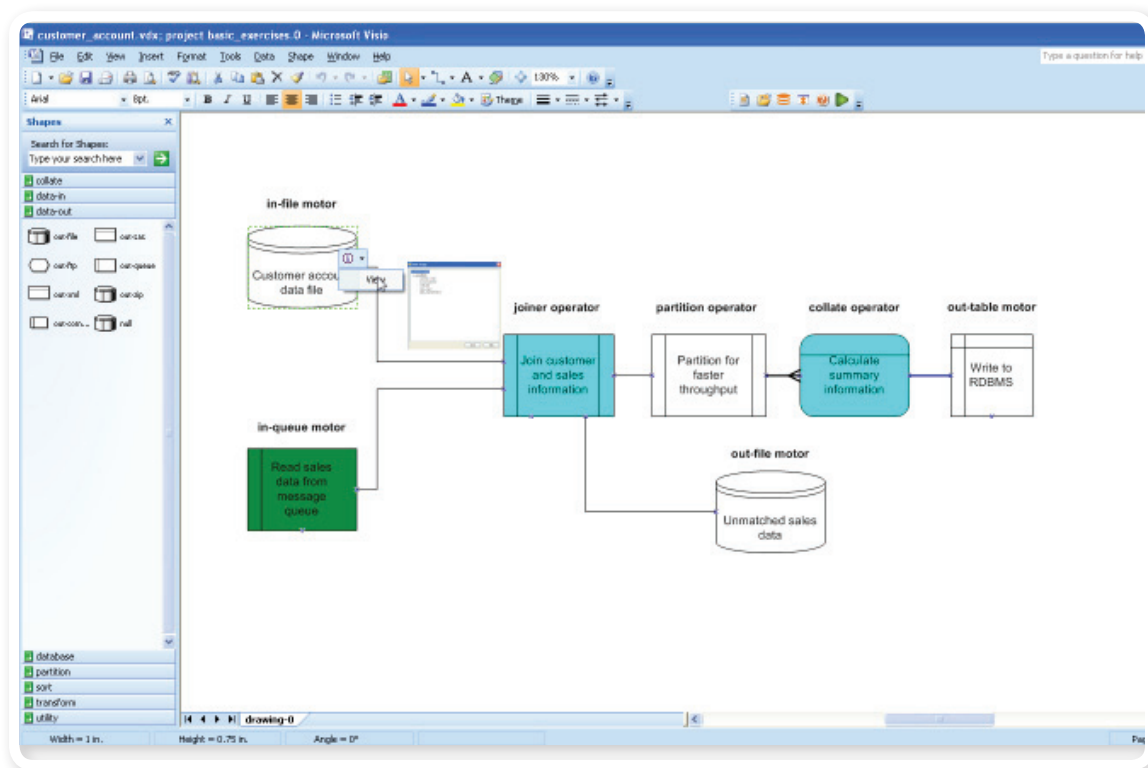 customer_account.vdx: project basic_exercises.0 - Microsoft Visio
File Edit View Insert Format Tools Data Shape Window Help
Type a question for help
130%
Arial
8pt.
B I U
Theme
Shapes
Search for Shapes:
Type your search here
collate
data-in
data-out
out-file
out-ftp
out-queue
out-xml
out-zip
out-com...
null
database
partition
sort
transform
utility
in-file motor
Customer accou
data file
View
in-queue motor
Read sales
data from
message
queue
joiner operator
Join customer
and sales
information
partition operator
Partition for
faster
throughput
collate operator
Calculate
summary
information
out-table motor
Write to
RDBMS
out-file motor
Unmatched sales
data
drawing-0
Width = 1 in. Height = 0.75 in. Angle = 0° Pag